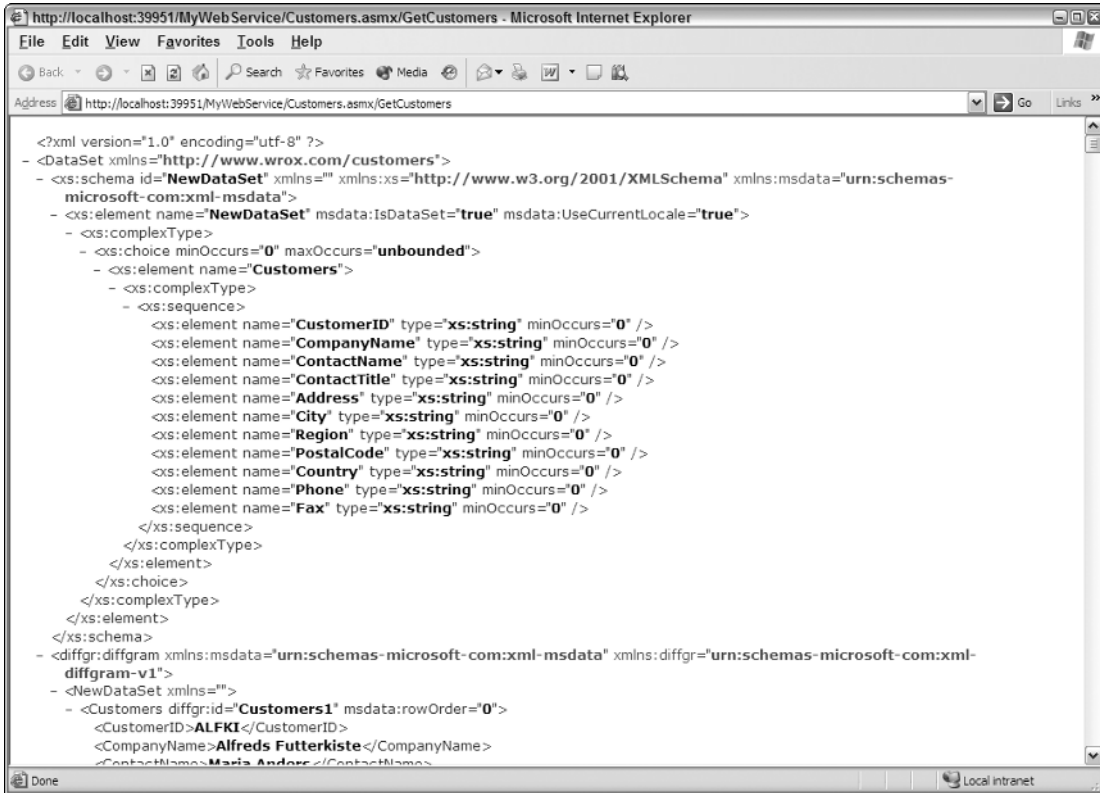 http://localhost:39951/MyWebService/Customers.asmx/GetCustomers - Microsoft Internet Explorer
File Edit View Favorites Tools Help
Back Search Favorites Media
Address http://localhost:39951/MyWebService/Customers.asmx/GetCustomers Go Links »
<?xml version="1.0" encoding="utf-8" ?>
- <DataSet xmlns="http://www.wrox.com/customers">
- <xs:schema id="NewDataSet" xmlns="" xmlns:xs="http://www.w3.org/2001/XMLSchema" xmlns:msdata="urn:schemas-
microsoft-com:xml-msdata">
- <xs:element name="NewDataSet" msdata:IsDataSet="true" msdata:UseCurrentLocale="true">
- <xs:complexType>
- <xs:choice minOccurs="0" maxOccurs="unbounded">
- <xs:element name="Customers">
- <xs:complexType>
- <xs:sequence>
<xs:element name="CustomerID" type="xs:string" minOccurs="0" />
<xs:element name="CompanyName" type="xs:string" minOccurs="0" />
<xs:element name="ContactName" type="xs:string" minOccurs="0" />
<xs:element name="ContactTitle" type="xs:string" minOccurs="0" />
<xs:element name="Address" type="xs:string" minOccurs="0" />
<xs:element name="City" type="xs:string" minOccurs="0" />
<xs:element name="Region" type="xs:string" minOccurs="0" />
<xs:element name="PostalCode" type="xs:string" minOccurs="0" />
<xs:element name="Country" type="xs:string" minOccurs="0" />
<xs:element name="Phone" type="xs:string" minOccurs="0" />
<xs:element name="Fax" type="xs:string" minOccurs="0" />
</xs:sequence>
</xs:complexType>
</xs:element>
</xs:choice>
</xs:complexType>
</xs:element>
</xs:schema>
- <diffgr:diffgram xmlns:msdata="urn:schemas-microsoft-com:xml-msdata" xmlns:diffgr="urn:schemas-microsoft-com:xml-
diffgram-v1">
- <NewDataSet xmlns="">
- <Customers diffgr:id="Customers1" msdata:rowOrder="0">
<CustomerID>ALFKI</CustomerID>
<CompanyName>Alfreds Futterkiste</CompanyName>
<ContactName>Maria Anders</ContactName>
Done Local intranet